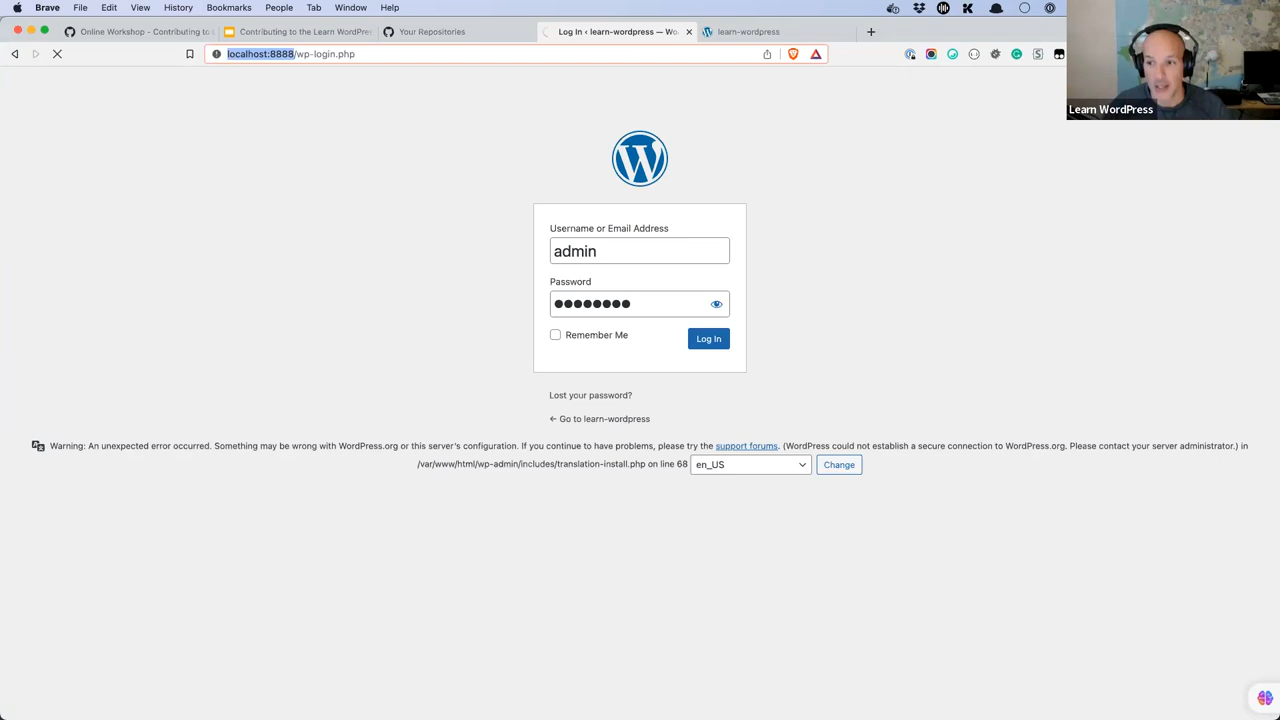 Brave File Edit View History Bookmarks People Tab Window Help
Online Workshop - Contributing to
Contributing to the Learn WordPre
Your Repositories
Log In ‹ learn-wordpress — Wo
learn-wordpress
localhost:8888/wp-login.php
Learn WordPress
Username or Email Address
admin
Password
Remember Me
Log In
Lost your password?
← Go to learn-wordpress
Warning: An unexpected error occurred. Something may be wrong with WordPress.org or this server's configuration. If you continue to have problems, please try the support forums. (WordPress could not establish a secure connection to WordPress.org. Please contact your server administrator.) in
/var/www/html/wp-admin/includes/translation-install.php on line 68 en_US Change